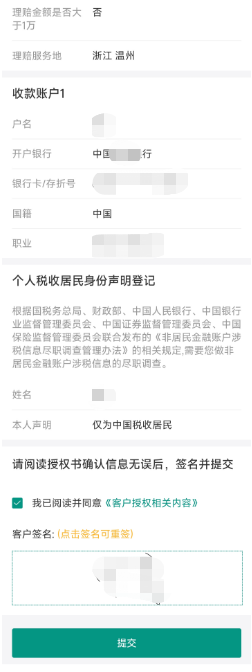 理赔金额是否大 否
于1万
理赔服务地 浙江 温州
收款账户1
户名
开户银行 中国 行
银行卡/存折号
国籍 中国
职业
个人税收居民身份声明登记
根据国税务总局、财政部、中国人民银行、中国银行
业监督管理委员会、中国证券监督管理委员会、中国
保险监督管理委员会联合发布的《非居民金融账户涉
税信息尽职调查管理办法》的相关规定,需要您做非
居民金融账户涉税信息的尽职调查。
姓名
本人声明 仅为中国税收居民
请阅读授权书确认信息无误后，签名并提交
我已阅读并同意《客户授权相关内容》
客户签名: (点击签名可重签)
提交